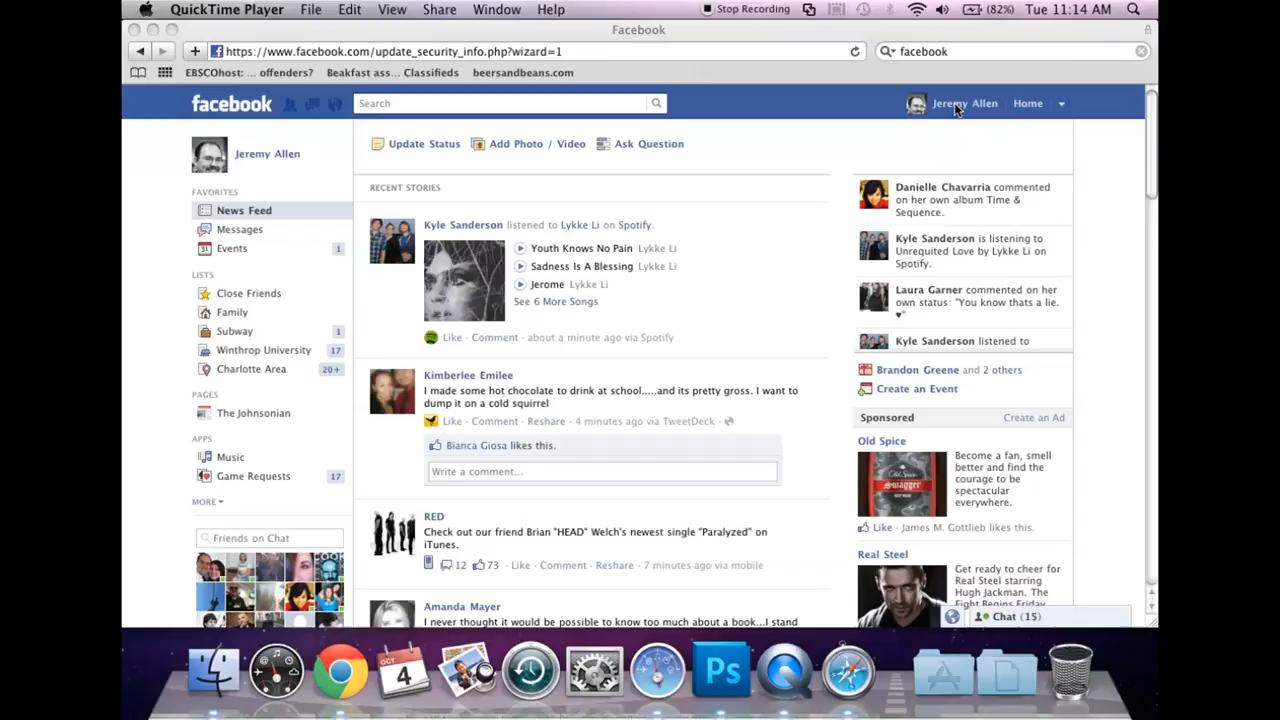 QuickTime Player File Edit View Share Window Help Stop Recording (82%) Tue 11:14 AM
Facebook
https://www.facebook.com/update_security_info.php?wizard=1
facebook
EBSCOhost: ... offenders? Beakfast ass... Classifieds beersandbeans.com
facebook
Search
Jeremy Allen Home
Jeremy Allen
FAVORITES
News Feed
Messages
Events 1
LISTS
Close Friends
Family
Subway 1
Winthrop University 17
Charlotte Area 20+
PAGES
The Johnsonian
APPS
Music
Game Requests 17
MORE
Friends on Chat
Update Status Add Photo / Video Ask Question
RECENT STORIES
Kyle Sanderson listened to Lykke Li on Spotify.
Youth Knows No Pain Lykke Li
Sadness Is A Blessing Lykke Li
Jerome Lykke Li
See 6 More Songs
Like · Comment · about a minute ago via Spotify
Kimberlee Emilee
I made some hot chocolate to drink at school.....and its pretty gross. I want to
dump it on a cold squirrel
Like · Comment · Reshare · 4 minutes ago via TweetDeck ·
Bianca Giosa likes this.
Write a comment...
RED
Check out our friend Brian "HEAD" Welch's newest single "Paralyzed" on
iTunes.
12 73 · Like · Comment · Reshare · 7 minutes ago via mobile
Amanda Mayer
I never thought it would be possible to know too much about a book...I stand
Danielle Chavarria commented
on her own album Time &
Sequence.
Kyle Sanderson is listening to
Unrequited Love by Lykke Li on
Spotify.
Laura Garner commented on her
own status: "You know thats a lie.
♥"
Kyle Sanderson listened to
Brandon Greene and 2 others
Create an Event
Sponsored Create an Ad
Old Spice
Swagger
Become a fan, smell
better and find the
courage to be
spectacular
everywhere.
Like · James M. Gottlieb likes this.
Real Steel
Get ready to cheer for
Real Steel starring
Hugh Jackman. The
Fight Begins Friday
Chat (15)
OCT
4
Ps